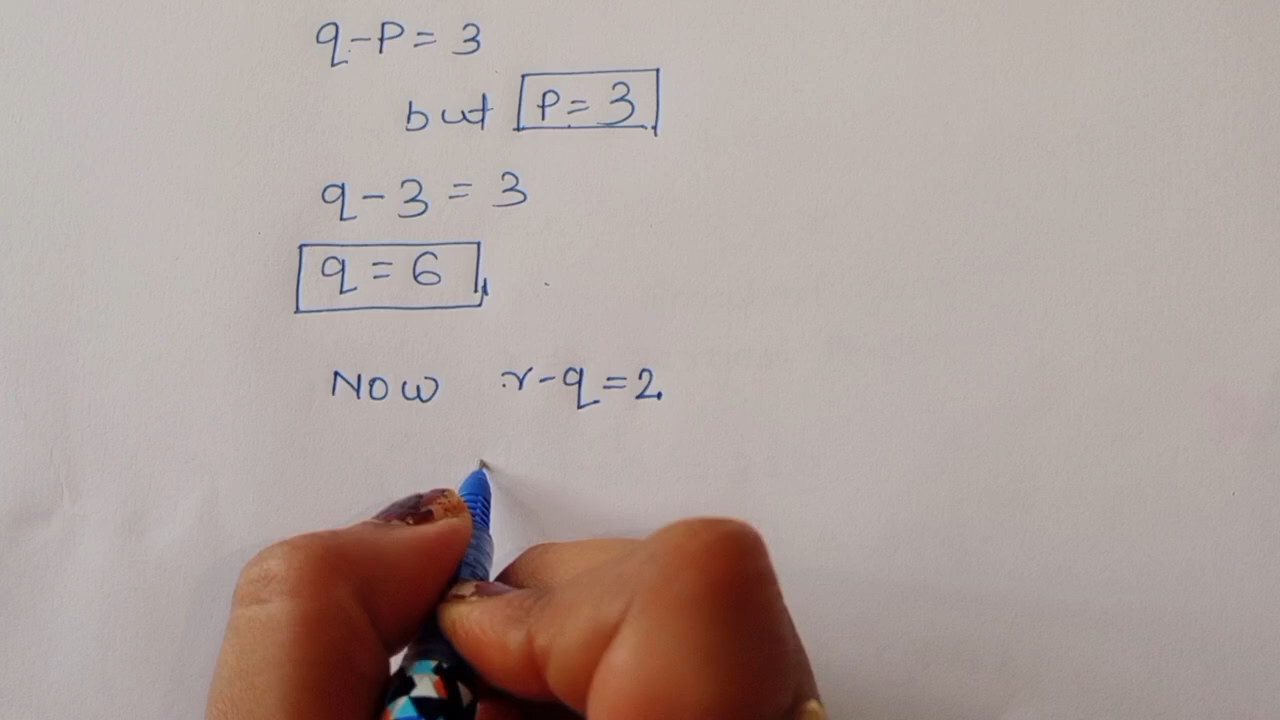 q-P= 3
but P= 3
q-3 = 3
q = 6
Now r-q=2